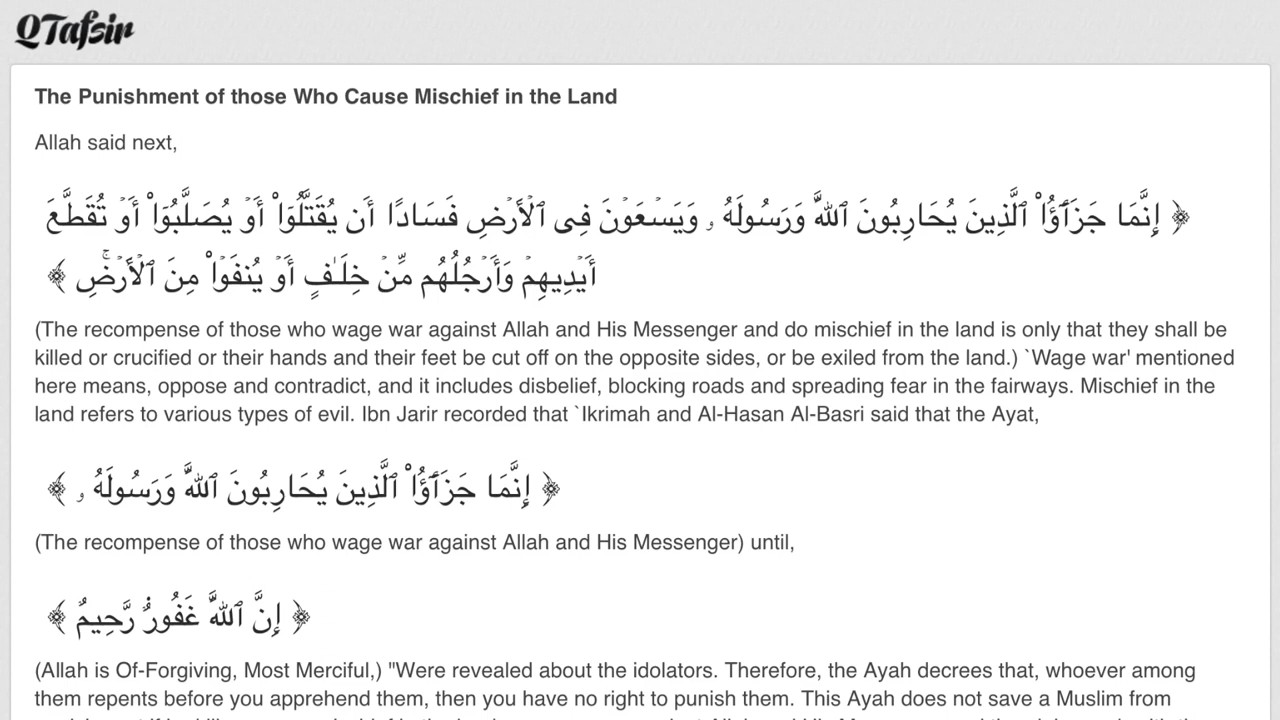 QTafsir
The Punishment of those Who Cause Mischief in the Land
Allah said next,
﴿ إِنَّمَا جَزَٲٓؤُاْ ٱلَّذِينَ يُحَارِبُونَ ٱللَّهَ وَرَسُولَهُ ۥ وَيَسۡعَوۡنَ فِى ٱلۡأَرۡضِ فَسَادًا أَن يُقَتَّلُوٓاْ أَوۡ يُصَلَّبُوٓاْ أَوۡ تُقَطَّعَ
أَيۡدِيهِمۡ وَأَرۡجُلُهُم مِّنۡ خِلَـٰفٍ أَوۡ يُنفَوۡاْ مِنَ ٱلۡأَرۡضِ‌ۚ ﴾
(The recompense of those who wage war against Allah and His Messenger and do mischief in the land is only that they shall be
killed or crucified or their hands and their feet be cut off on the opposite sides, or be exiled from the land.) `Wage war' mentioned
here means, oppose and contradict, and it includes disbelief, blocking roads and spreading fear in the fairways. Mischief in the
land refers to various types of evil. Ibn Jarir recorded that `Ikrimah and Al-Hasan Al-Basri said that the Ayat,
﴿ إِنَّمَا جَزَٲٓؤُاْ ٱلَّذِينَ يُحَارِبُونَ ٱللَّهَ وَرَسُولَهُ ۥ ﴾
(The recompense of those who wage war against Allah and His Messenger) until,
﴿ إِنَّ ٱللَّهَ غَفُورٌ۬ رَّحِيمٌ ﴾
(Allah is Of-Forgiving, Most Merciful,) "Were revealed about the idolators. Therefore, the Ayah decrees that, whoever among
them repents before you apprehend them, then you have no right to punish them. This Ayah does not save a Muslim from